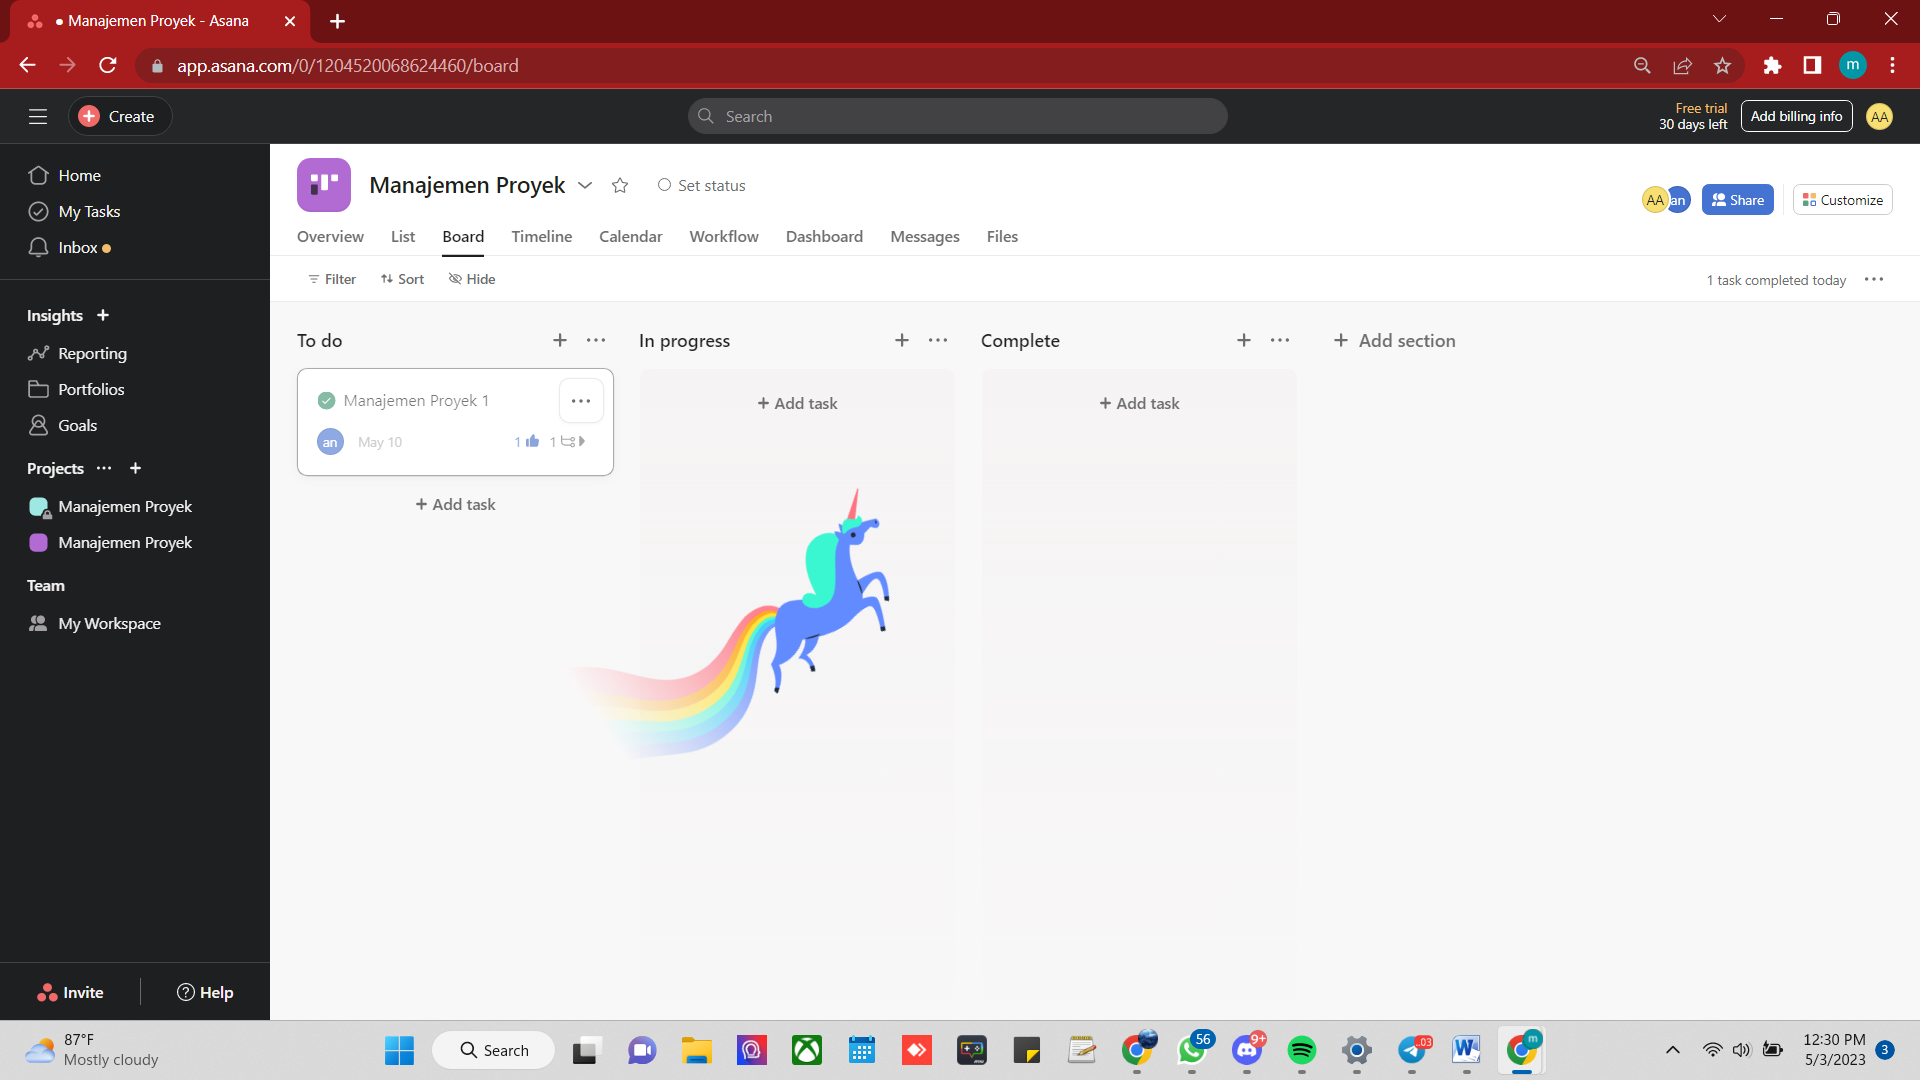 Manajemen Proyek - Asana
app.asana.com/0/1204520068624460/board
m
Create
Search
Free trial
30 days left
Add billing info
AA
Home
My Tasks
Inbox
Insights
Reporting
Portfolios
Goals
Projects
Manajemen Proyek
Manajemen Proyek
Team
My Workspace
Invite
Help
Manajemen Proyek
Set status
AA
an
Share
Customize
Overview
List
Board
Timeline
Calendar
Workflow
Dashboard
Messages
Files
Filter
Sort
Hide
1 task completed today
To do
In progress
Complete
+ Add section
Manajemen Proyek 1
an
May 10
1
1
+ Add task
+ Add task
+ Add task
87°F
Mostly cloudy
Search
56
9+
.03
W
m
12:30 PM
5/3/2023
3